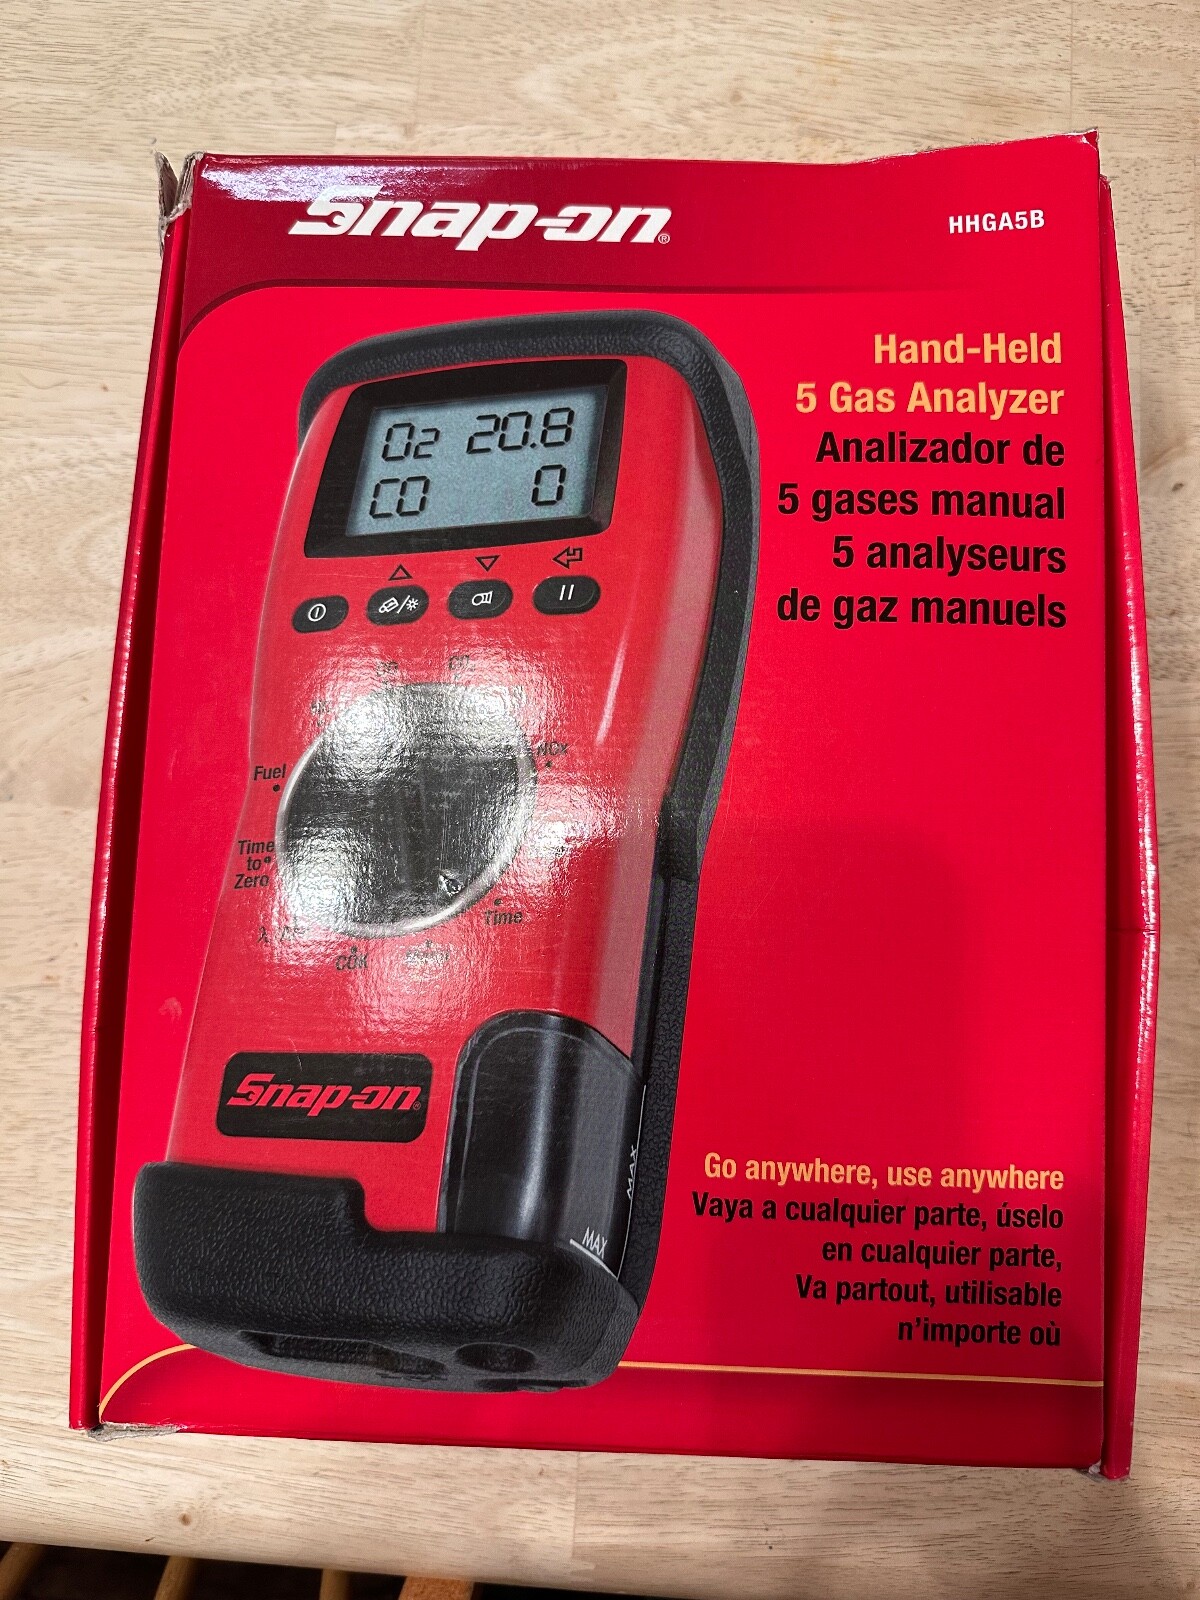 Snap-on®
HHGA5B
Hand-Held
5 Gas Analyzer
Analizador de
5 gases manual
5 analyseurs
de gaz manuels
O2 20.8
CO 0
NOx
Fuel
Time
to
Zero
Time
COK
Snap-on®
MAX
MAX
Go anywhere, use anywhere
Vaya a cualquier parte, úselo
en cualquier parte,
Va partout, utilisable
n'importe où